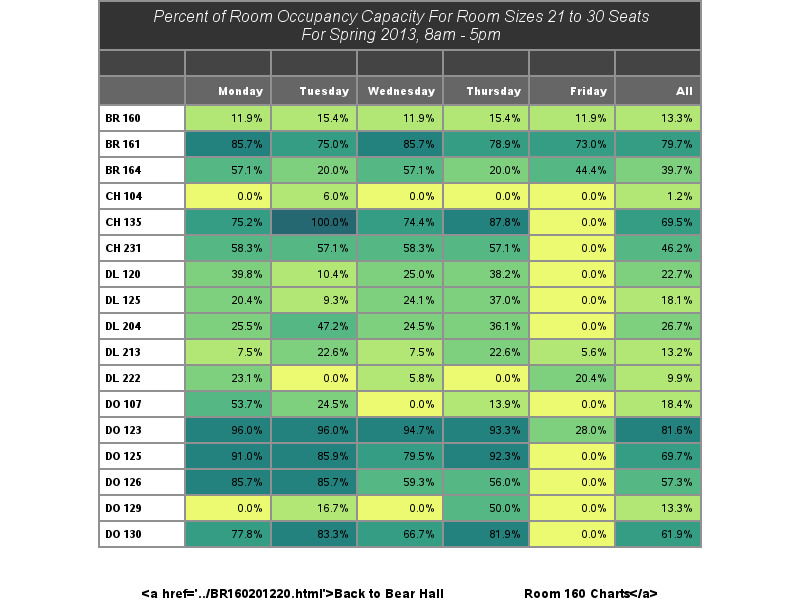 Percent of Room Occupancy Capacity For Room Sizes 21 to 30 Seats
For Spring 2013, 8am - 5pm
Monday Tuesday Wednesday Thursday Friday All
BR 160 11.9% 15.4% 11.9% 15.4% 11.9% 13.3%
BR 161 85.7% 75.0% 85.7% 78.9% 73.0% 79.7%
BR 164 57.1% 20.0% 57.1% 20.0% 44.4% 39.7%
CH 104 0.0% 6.0% 0.0% 0.0% 0.0% 1.2%
CH 135 75.2% 100.0% 74.4% 87.8% 0.0% 69.5%
CH 231 58.3% 57.1% 58.3% 57.1% 0.0% 46.2%
DL 120 39.8% 10.4% 25.0% 38.2% 0.0% 22.7%
DL 125 20.4% 9.3% 24.1% 37.0% 0.0% 18.1%
DL 204 25.5% 47.2% 24.5% 36.1% 0.0% 26.7%
DL 213 7.5% 22.6% 7.5% 22.6% 5.6% 13.2%
DL 222 23.1% 0.0% 5.8% 0.0% 20.4% 9.9%
DO 107 53.7% 24.5% 0.0% 13.9% 0.0% 18.4%
DO 123 96.0% 96.0% 94.7% 93.3% 28.0% 81.6%
DO 125 91.0% 85.9% 79.5% 92.3% 0.0% 69.7%
DO 126 85.7% 85.7% 59.3% 56.0% 0.0% 57.3%
DO 129 0.0% 16.7% 0.0% 50.0% 0.0% 13.3%
DO 130 77.8% 83.3% 66.7% 81.9% 0.0% 61.9%
<a href='../BR160201220.html'>Back to Bear Hall Room 160 Charts</a>